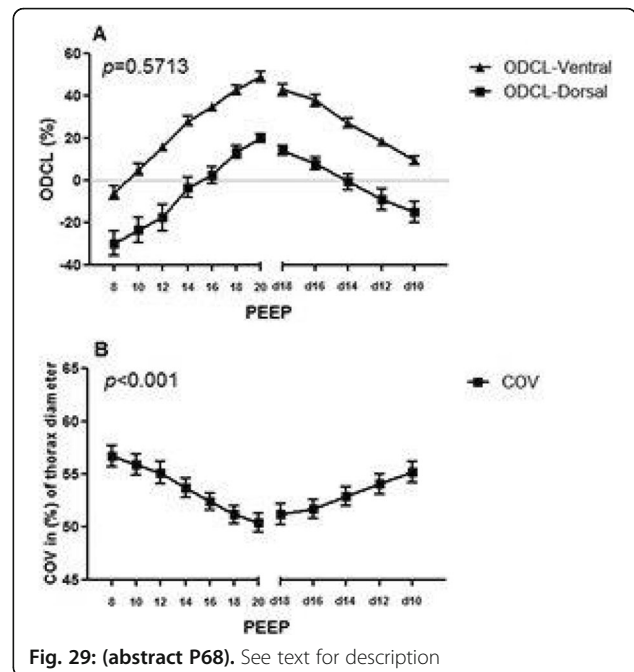 A
p=0.5713
ODCL-Ventral
ODCL-Dorsal
ODCL (%)
60
40
20
0
-20
-40
8 10 12 14 16 18 20 d18 d16 d14 d12 d10
PEEP
B
p<0.001
COV
COV in (%) of thorax diameter
65
60
55
50
45
8 10 12 14 16 18 20 d18 d16 d14 d12 d10
PEEP
Fig. 29: (abstract P68). See text for description